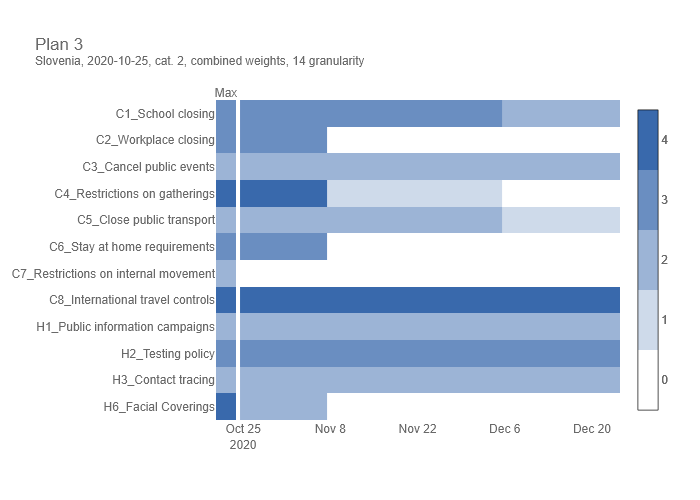 Plan 3
Slovenia, 2020-10-25, cat. 2, combined weights, 14 granularity
Max
C1_School closing
C2_Workplace closing
C3_Cancel public events
C4_Restrictions on gatherings
C5_Close public transport
C6_Stay at home requirements
C7_Restrictions on internal movement
C8_International travel controls
H1_Public information campaigns
H2_Testing policy
H3_Contact tracing
H6_Facial Coverings
Oct 25 Nov 8 Nov 22 Dec 6 Dec 20
2020
4
3
2
1
0